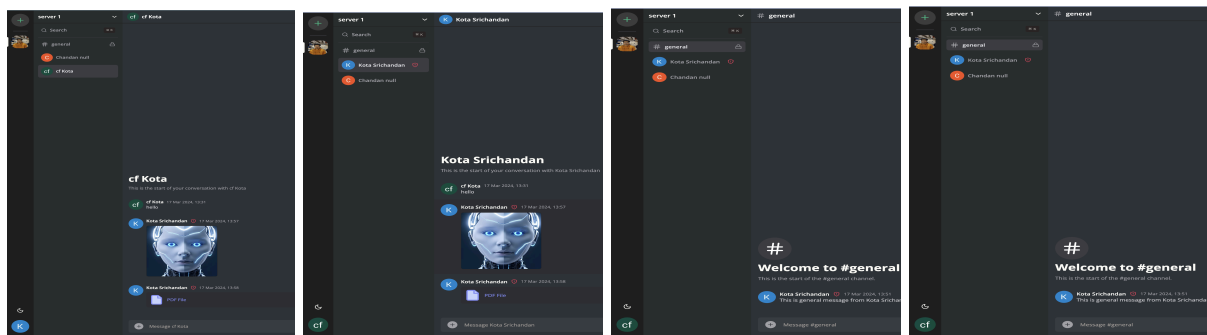 server 1
cf cf Kota
Search
# general
C Chandan null
cf cf Kota
cf Kota
This is the start of your conversation with cf Kota
cf cf Kota 17 Mar 2024, 13:51
hello
K Kota Srichandan 17 Mar 2024, 13:57
K Kota Srichandan 17 Mar 2024, 13:58
PDF File
K
Message cf Kota
server 1
K Kota Srichandan
Search
# general
K Kota Srichandan
C Chandan null
Kota Srichandan
This is the start of your conversation with Kota Srichandan
cf cf Kota 17 Mar 2024, 13:51
hello
K Kota Srichandan 17 Mar 2024, 13:57
K Kota Srichandan 17 Mar 2024, 13:58
PDF File
cf
Message Kota Srichandan
server 1
# general
Search
# general
K Kota Srichandan
C Chandan null
#
Welcome to #general
This is the start of the #general channel.
K Kota Srichandan 17 Mar 2024, 13:51
This is general message from Kota Srichan
cf
Message #general
server 1
# general
Search
# general
K Kota Srichandan
C Chandan null
#
Welcome to #general
This is the start of the #general channel.
K Kota Srichandan 17 Mar 2024, 13:51
This is general message from Kota Srichanda
cf
Message #general